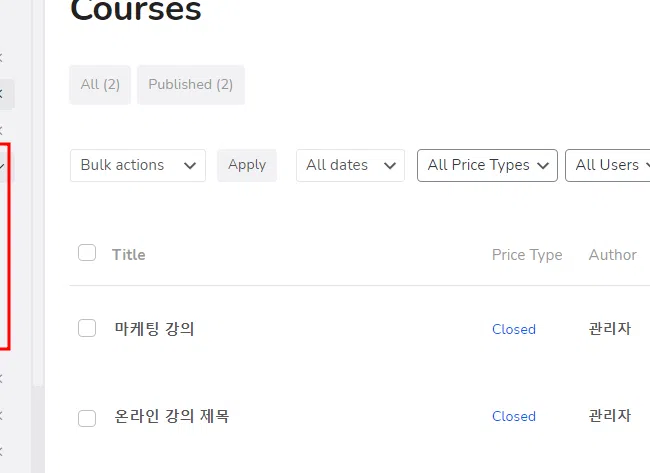 Courses
All (2) Published (2)
Bulk actions Apply All dates All Price Types All Users
Title Price Type Author
마케팅 강의 Closed 관리자
온라인 강의 제목 Closed 관리자